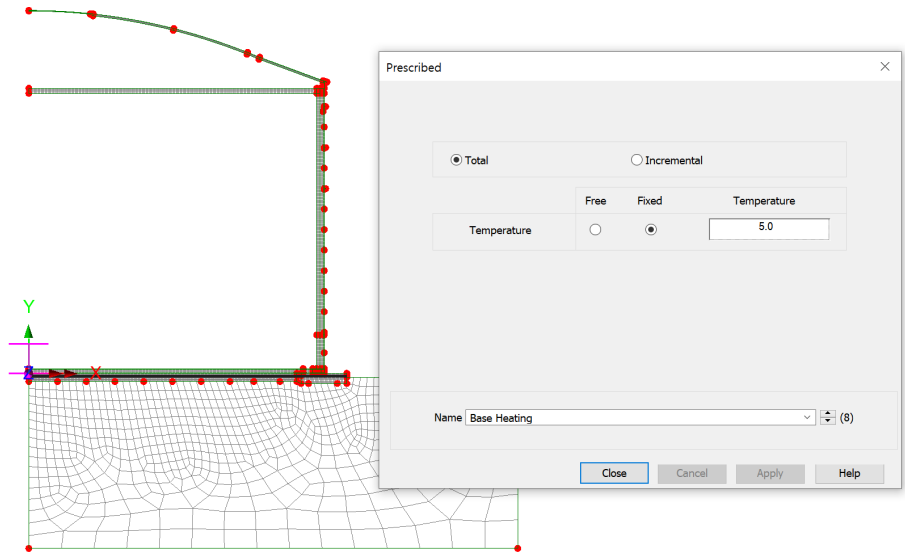 Prescribed
Total
Incremental
Free Fixed Temperature
Temperature 5.0
Y
X
Name Base Heating (8)
Close Cancel Apply Help